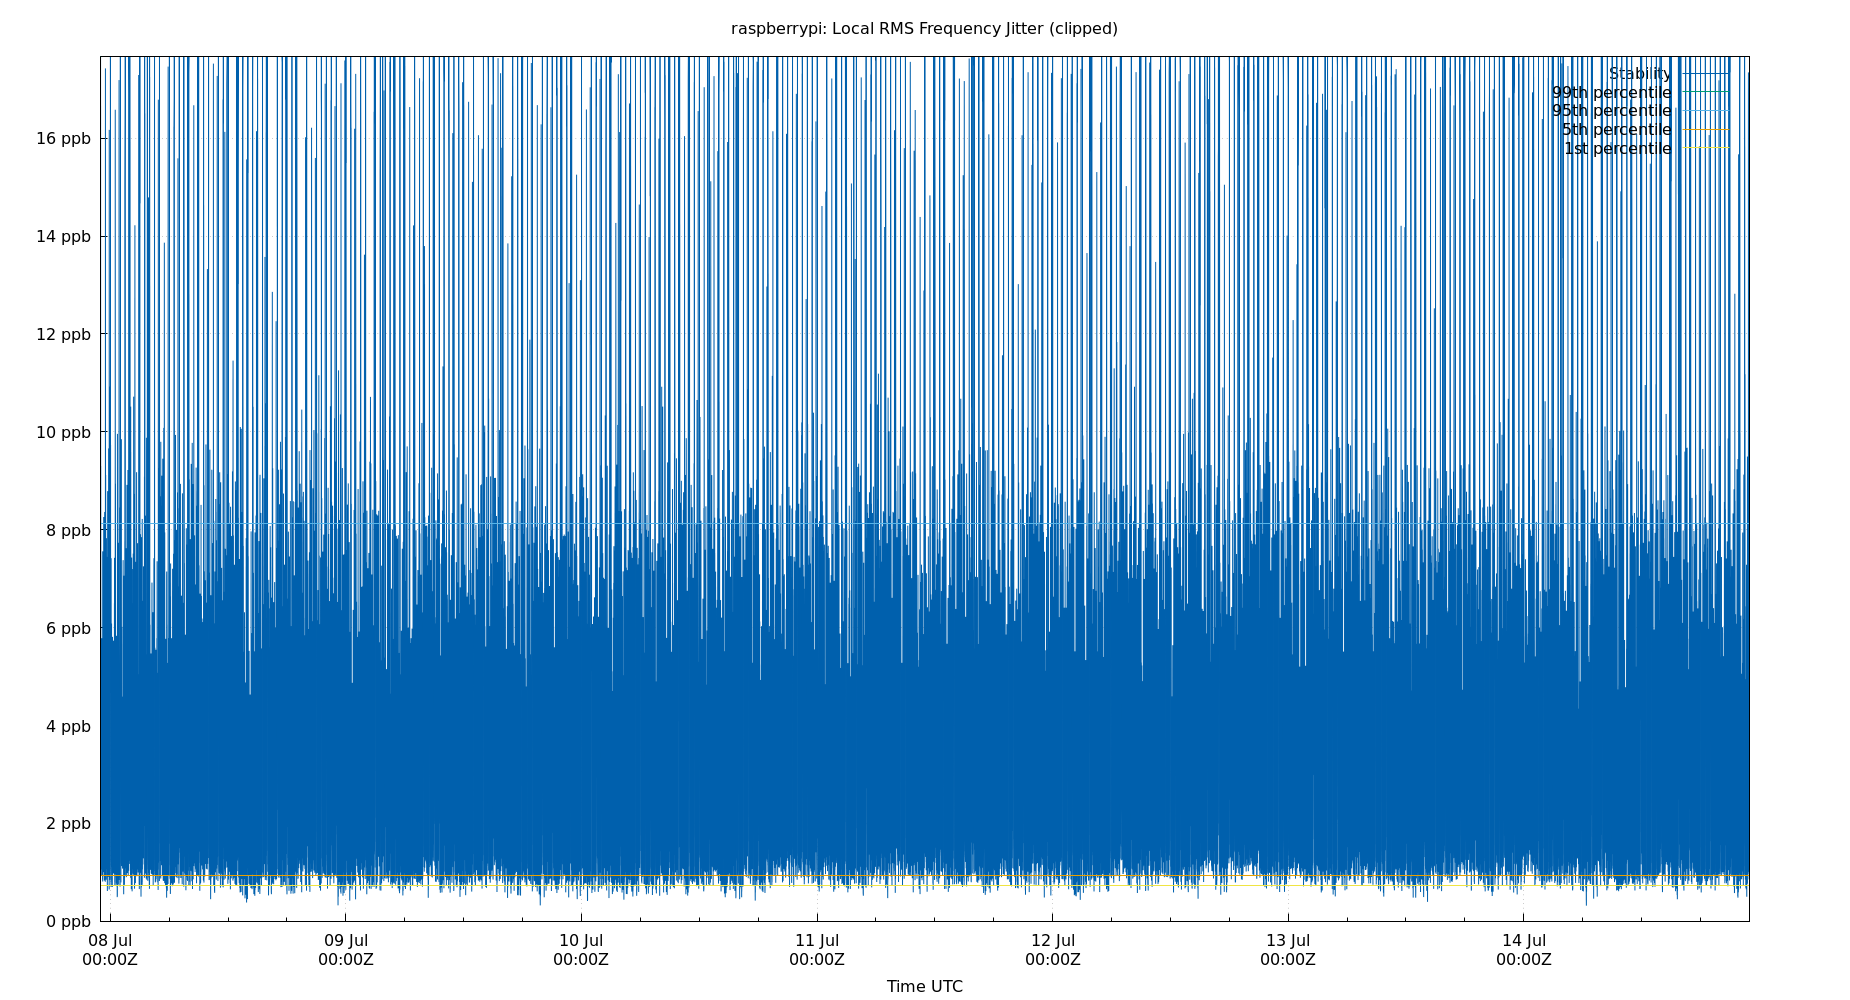 raspberrypi: Local RMS Frequency Jitter (clipped)
Stability
99th percentile
95th percentile
5th percentile
1st percentile
16 ppb
14 ppb
12 ppb
10 ppb
8 ppb
6 ppb
4 ppb
2 ppb
0 ppb
08 Jul 09 Jul 10 Jul 11 Jul 12 Jul 13 Jul 14 Jul
00:00Z 00:00Z 00:00Z 00:00Z 00:00Z 00:00Z 00:00Z
Time UTC